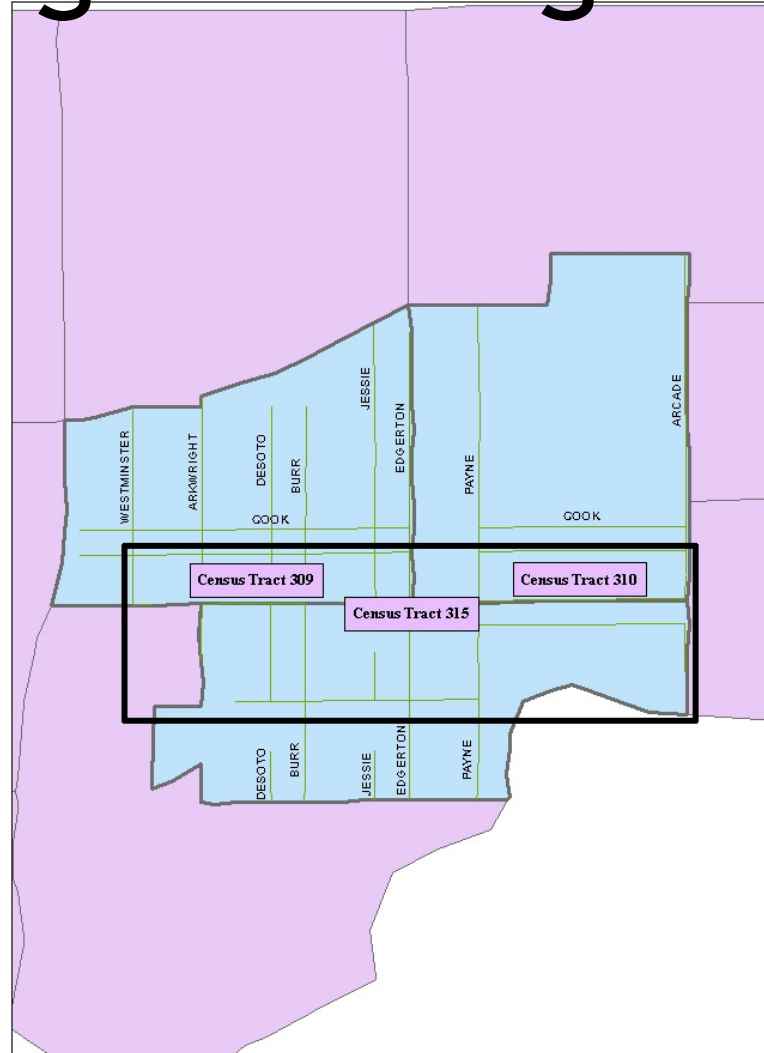 g g
JESSIE
ARCADE
WESTMINSTER
ARKWRIGHT
DESOTO
BURR
EDGERTON
PAYNE
COOK
COOK
Census Tract 309
Census Tract 310
Census Tract 315
DESOTO
BURR
JESSIE
EDGERTON
PAYNE